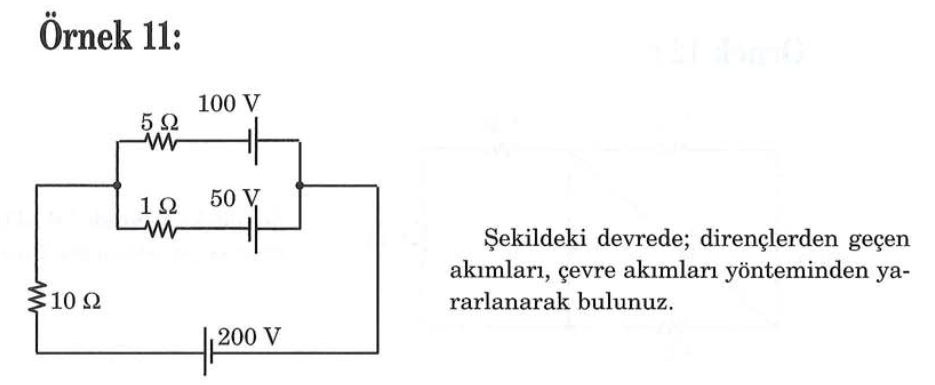 Örnek 11:
100 V
5 Ω
50 V
1 Ω
Şekildeki devrede; dirençlerden geçen
akımları, çevre akımları yönteminden ya-
rarlanarak bulunuz.
10 Ω
200 V